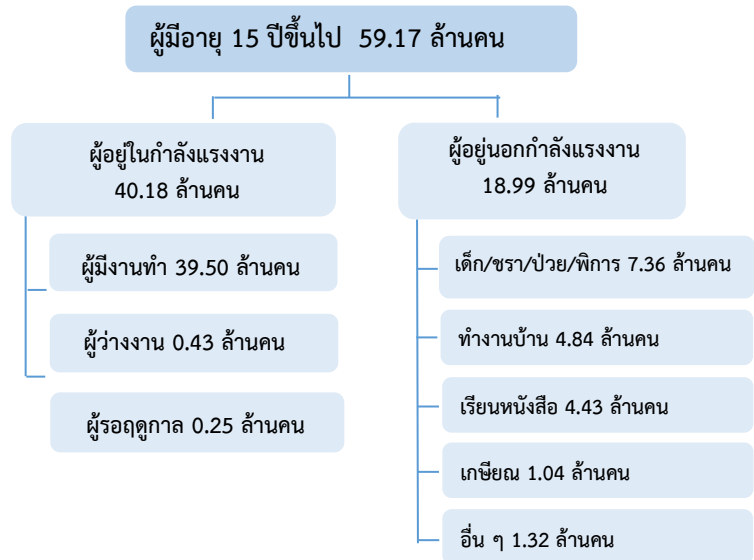 ผู้มีอายุ 15 ปีขึ้นไป 59.17 ล้านคน
ผู้อยู่ในกำลังแรงงาน
40.18 ล้านคน
ผู้มีงานทำ 39.50 ล้านคน
ผู้ว่างงาน 0.43 ล้านคน
ผู้รอฤดูกาล 0.25 ล้านคน
ผู้อยู่นอกกำลังแรงงาน
18.99 ล้านคน
เด็ก/ชรา/ป่วย/พิการ 7.36 ล้านคน
ทำงานบ้าน 4.84 ล้านคน
เรียนหนังสือ 4.43 ล้านคน
เกษียณ 1.04 ล้านคน
อื่น ๆ 1.32 ล้านคน